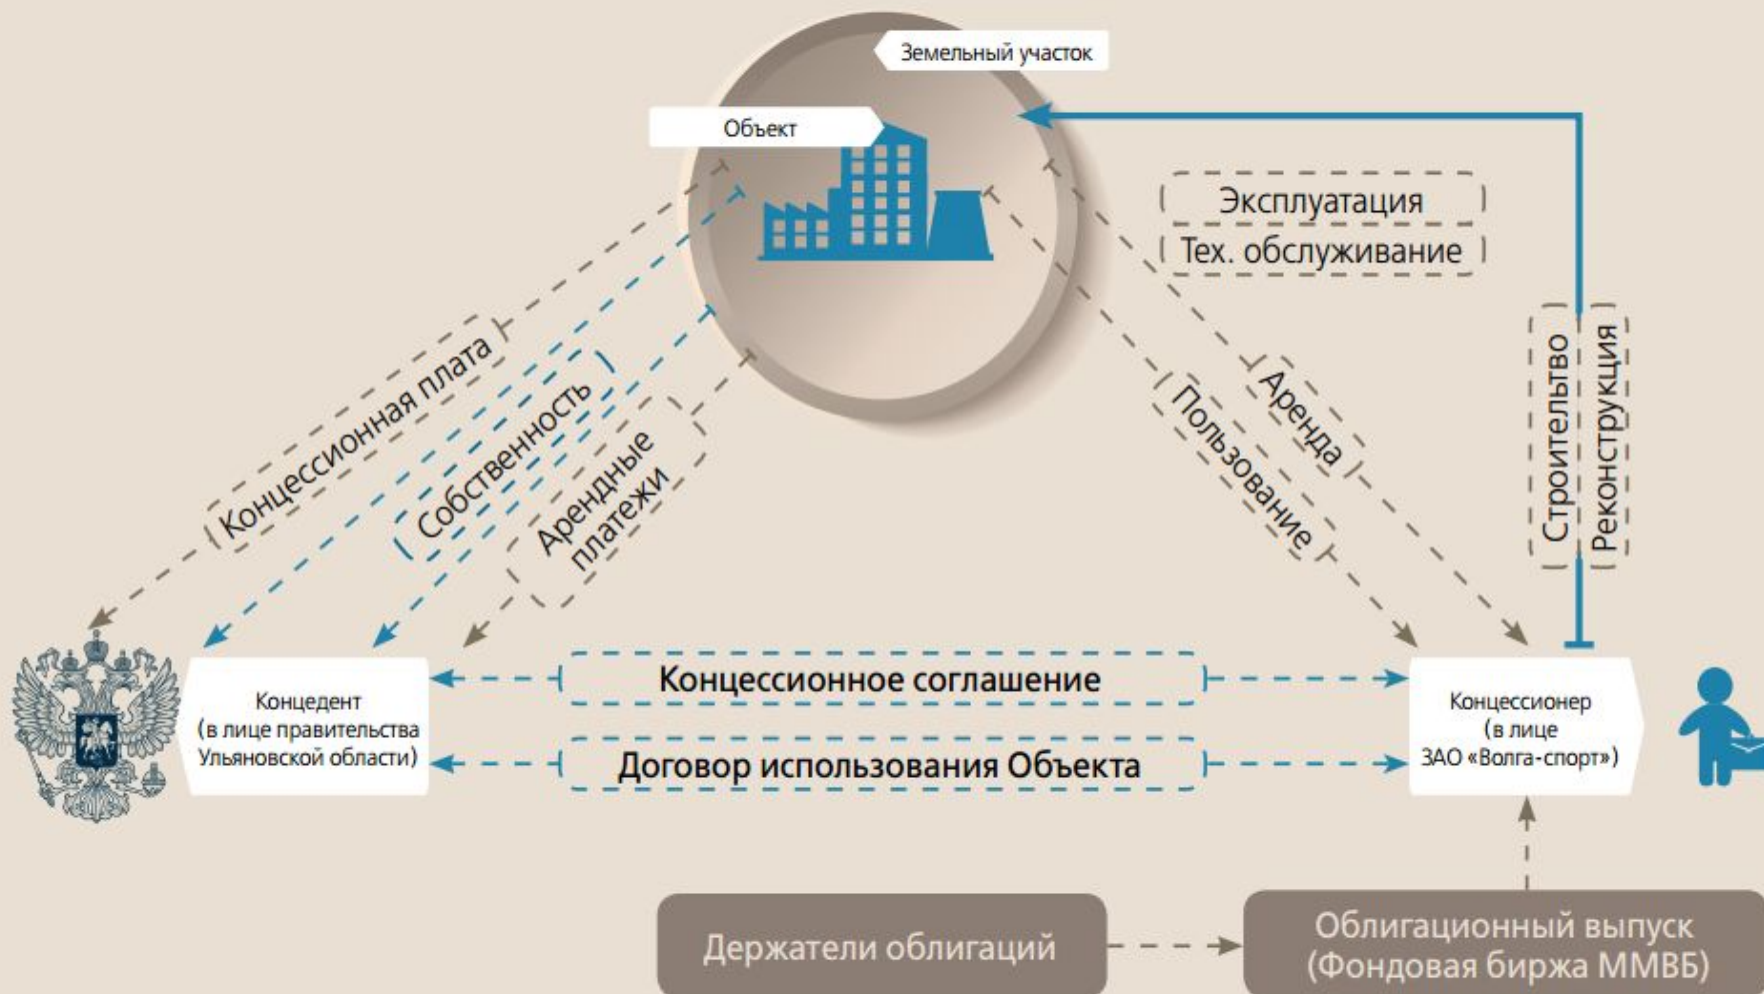 Земельный участок
Объект
Эксплуатация
Тех. обслуживание
Концессионная плата
Собственность
Арендные
платежи
Пользование
Аренда
Строительтво
Реконструкция
Концедент
(в лице правительства
Ульяновской области)
Концессионное соглашение
Договор использования Объекта
Концессионер
(в лице
ЗАО «Волга-спорт»)
Держатели облигаций
Облигационный выпуск
(Фондовая биржа ММВБ)